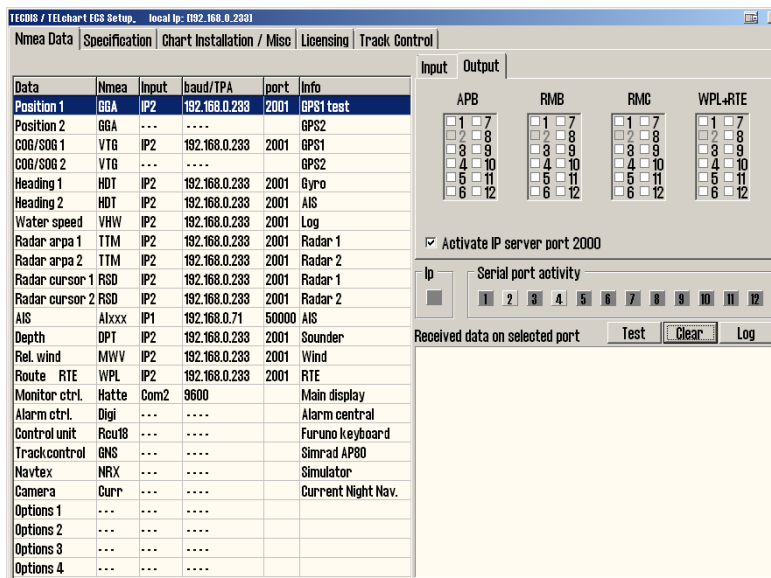 TECDIS / TELchart ECS Setup_ local Ip: [192.168.0.233]
Nmea Data Specification Chart Installation / Misc Licensing Track Control
Input Output
Data Nmea Input baud/TPA port Info
Position 1 GGA IP2 192.168.0.233 2001 GPS1 test
Position 2 GGA --- ---- GPS2
COG/SOG 1 VTG IP2 192.168.0.233 2001 GPS1
COG/SOG 2 VTG --- ---- GPS2
Heading 1 HDT IP2 192.168.0.233 2001 Gyro
Heading 2 HDT IP2 192.168.0.233 2001 AIS
Water speed VHW IP2 192.168.0.233 2001 Log
Radar arpa 1 TTM IP2 192.168.0.233 2001 Radar 1
Radar arpa 2 TTM IP2 192.168.0.233 2001 Radar 2
Radar cursor 1 RSD IP2 192.168.0.233 2001 Radar 1
Radar cursor 2 RSD IP2 192.168.0.233 2001 Radar 2
AIS AIxxx IP1 192.168.0.71 50000 AIS
Depth DPT IP2 192.168.0.233 2001 Sounder
Rel. wind MWV IP2 192.168.0.233 2001 Wind
Route RTE WPL IP2 192.168.0.233 2001 RTE
Monitor ctrl. Hatte Com2 9600 Main display
Alarm ctrl. Digi --- ---- Alarm central
Control unit Rcu18 --- ---- Furuno keyboard
Trackcontrol GNS --- ---- Simrad AP80
Navtex NRX --- ---- Simulator
Camera Curr --- ---- Current Night Nav.
Options 1 --- --- ----
Options 2 --- --- ----
Options 3 --- --- ----
Options 4 --- --- ----
APB RMB RMC WPL+RTE
1 7 1 7 1 7 1 7
2 8 2 8 2 8 2 8
3 9 3 9 3 9 3 9
4 10 4 10 4 10 4 10
5 11 5 11 5 11 5 11
6 12 6 12 6 12 6 12
Activate IP server port 2000
Ip Serial port activity
1 2 3 4 5 6 7 8 9 10 11 12
Received data on selected port Test Clear Log